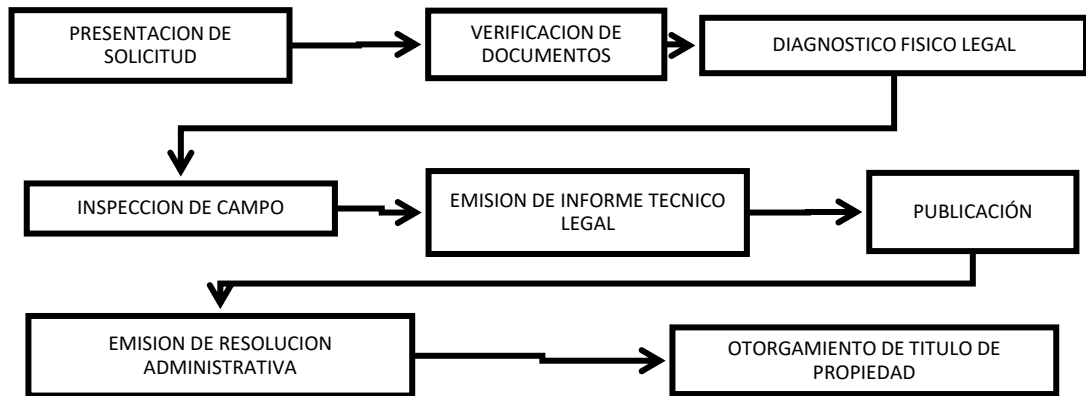 PRESENTACION DE
SOLICITUD
VERIFICACION DE
DOCUMENTOS
DIAGNOSTICO FISICO LEGAL
INSPECCION DE CAMPO
EMISION DE INFORME TECNICO
LEGAL
PUBLICACIÓN
EMISION DE RESOLUCION
ADMINISTRATIVA
OTORGAMIENTO DE TITULO DE
PROPIEDAD